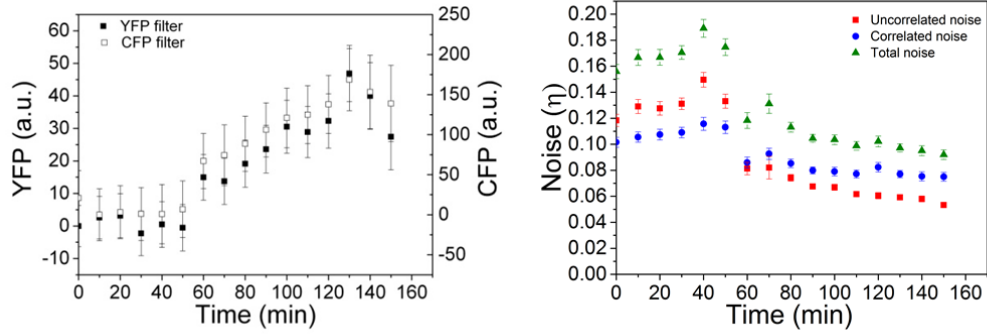 YFP filter
CFP filter
YFP (a.u.)
60
50
40
30
20
10
0
-10
250
200
150
100
50
0
-50
CFP (a.u.)
0 20 40 60 80 100 120 140 160
Time (min)
Uncorrelated noise
Correlated noise
Total noise
Noise (η)
0.20
0.18
0.16
0.14
0.12
0.10
0.08
0.06
0.04
0.02
0.00
0 20 40 60 80 100 120 140 160
Time (min)